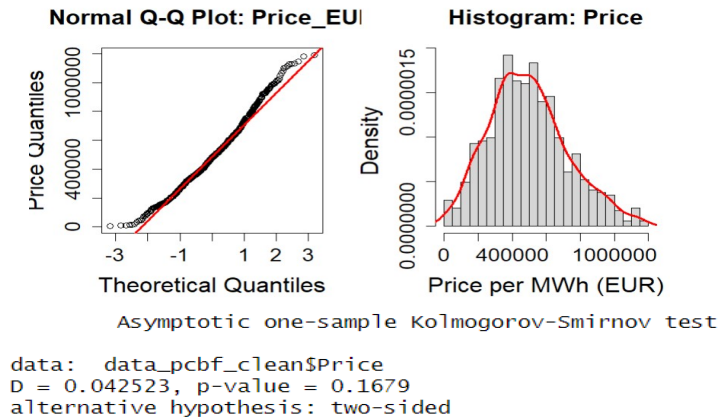 Normal Q-Q Plot: Price_EUI
Histogram: Price
Price Quantiles
0 400000 1000000
-3 -1 1 2 3
Theoretical Quantiles
Density
0.0000000 0.0000015
0 400000 1000000
Price per MWh (EUR)
Asymptotic one-sample Kolmogorov-Smirnov test
data: data_pcbf_clean$Price
D = 0.042523, p-value = 0.1679
alternative hypothesis: two-sided